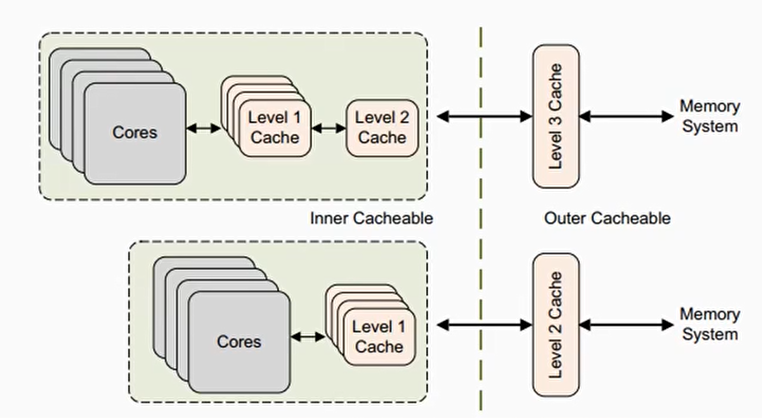 Cores
Level 1
Cache
Level 2
Cache
Level 3 Cache
Memory
System
Inner Cacheable
Outer Cacheable
Cores
Level 1
Cache
Level 2 Cache
Memory
System